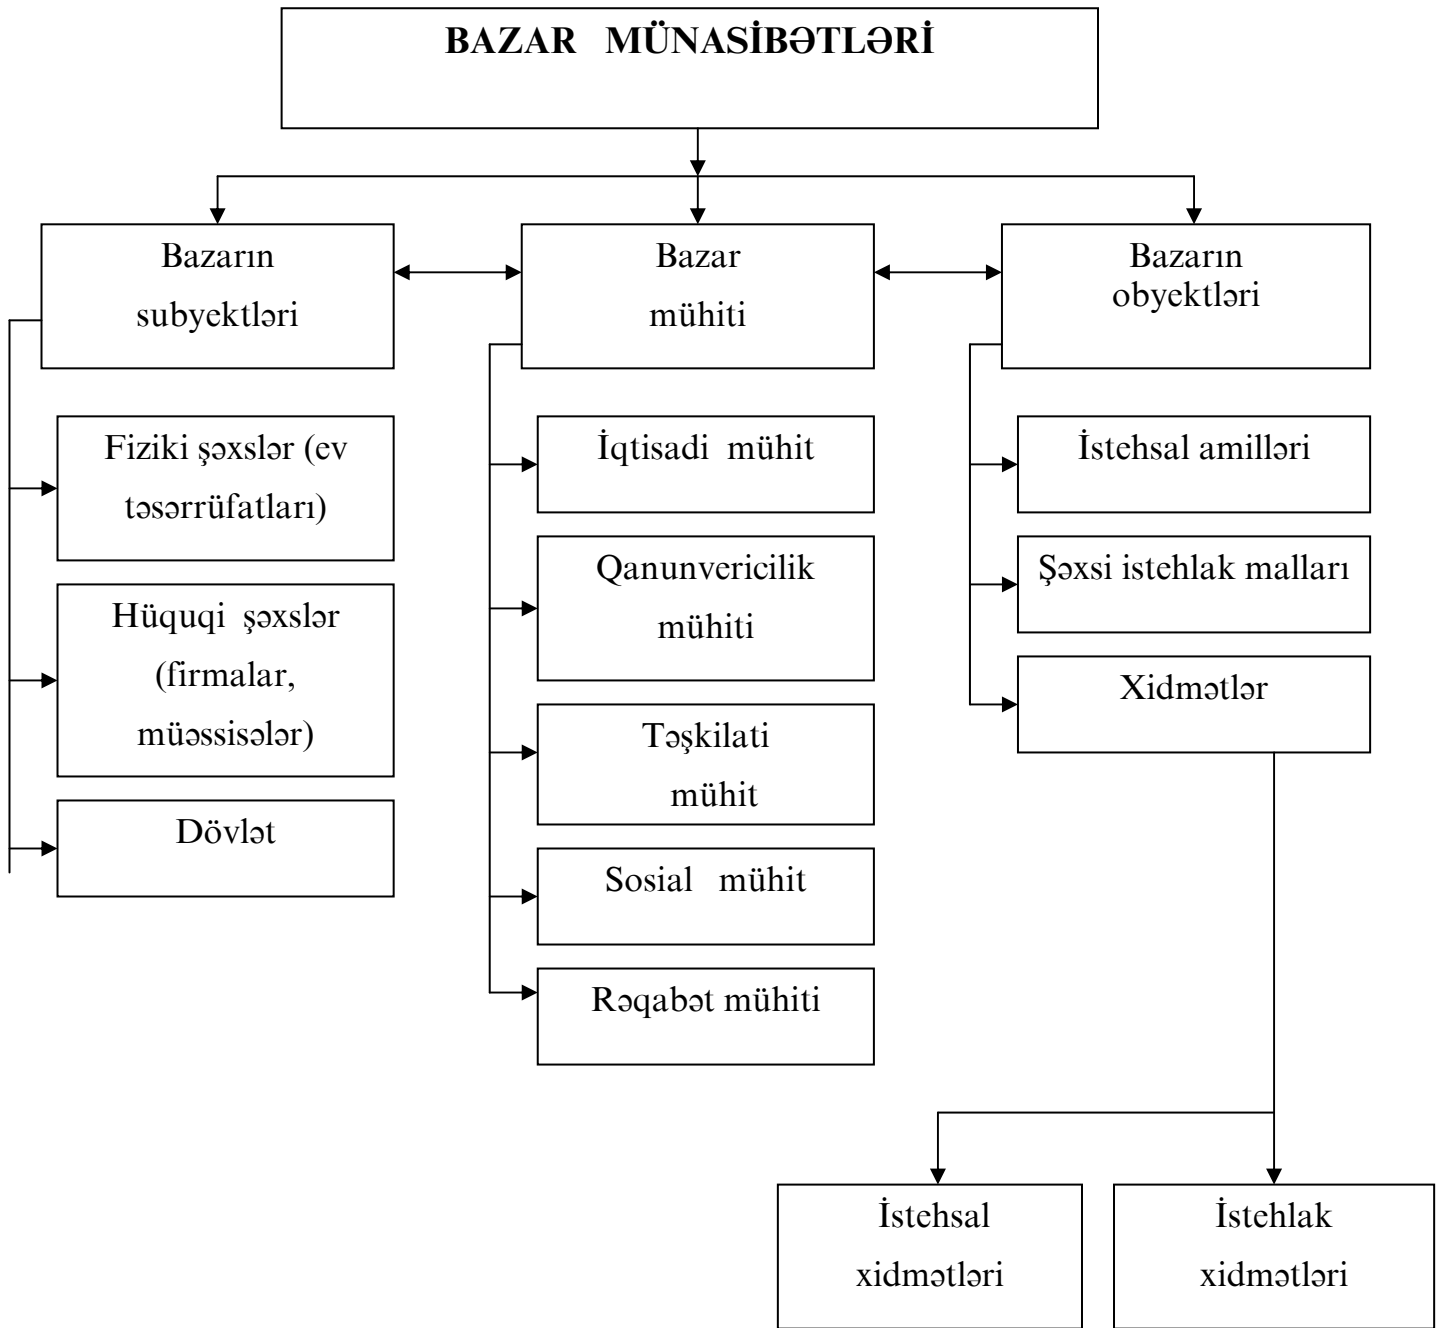 BAZAR MÜNASİBƏTLƏRİ
Bazarın
subyektləri
Bazar
mühiti
Bazarın
obyektləri
Fiziki şəxslər (ev
təsərrüfatları)
Hüquqi şəxslər
(firmalar,
müəssisələr)
Dövlət
İqtisadi mühit
Qanunvericilik
mühiti
Təşkilati
mühit
Sosial mühit
Rəqabət mühiti
İstehsal amilləri
Şəxsi istehlak malları
Xidmətlər
İstehsal
xidmətləri
İstehlak
xidmətləri